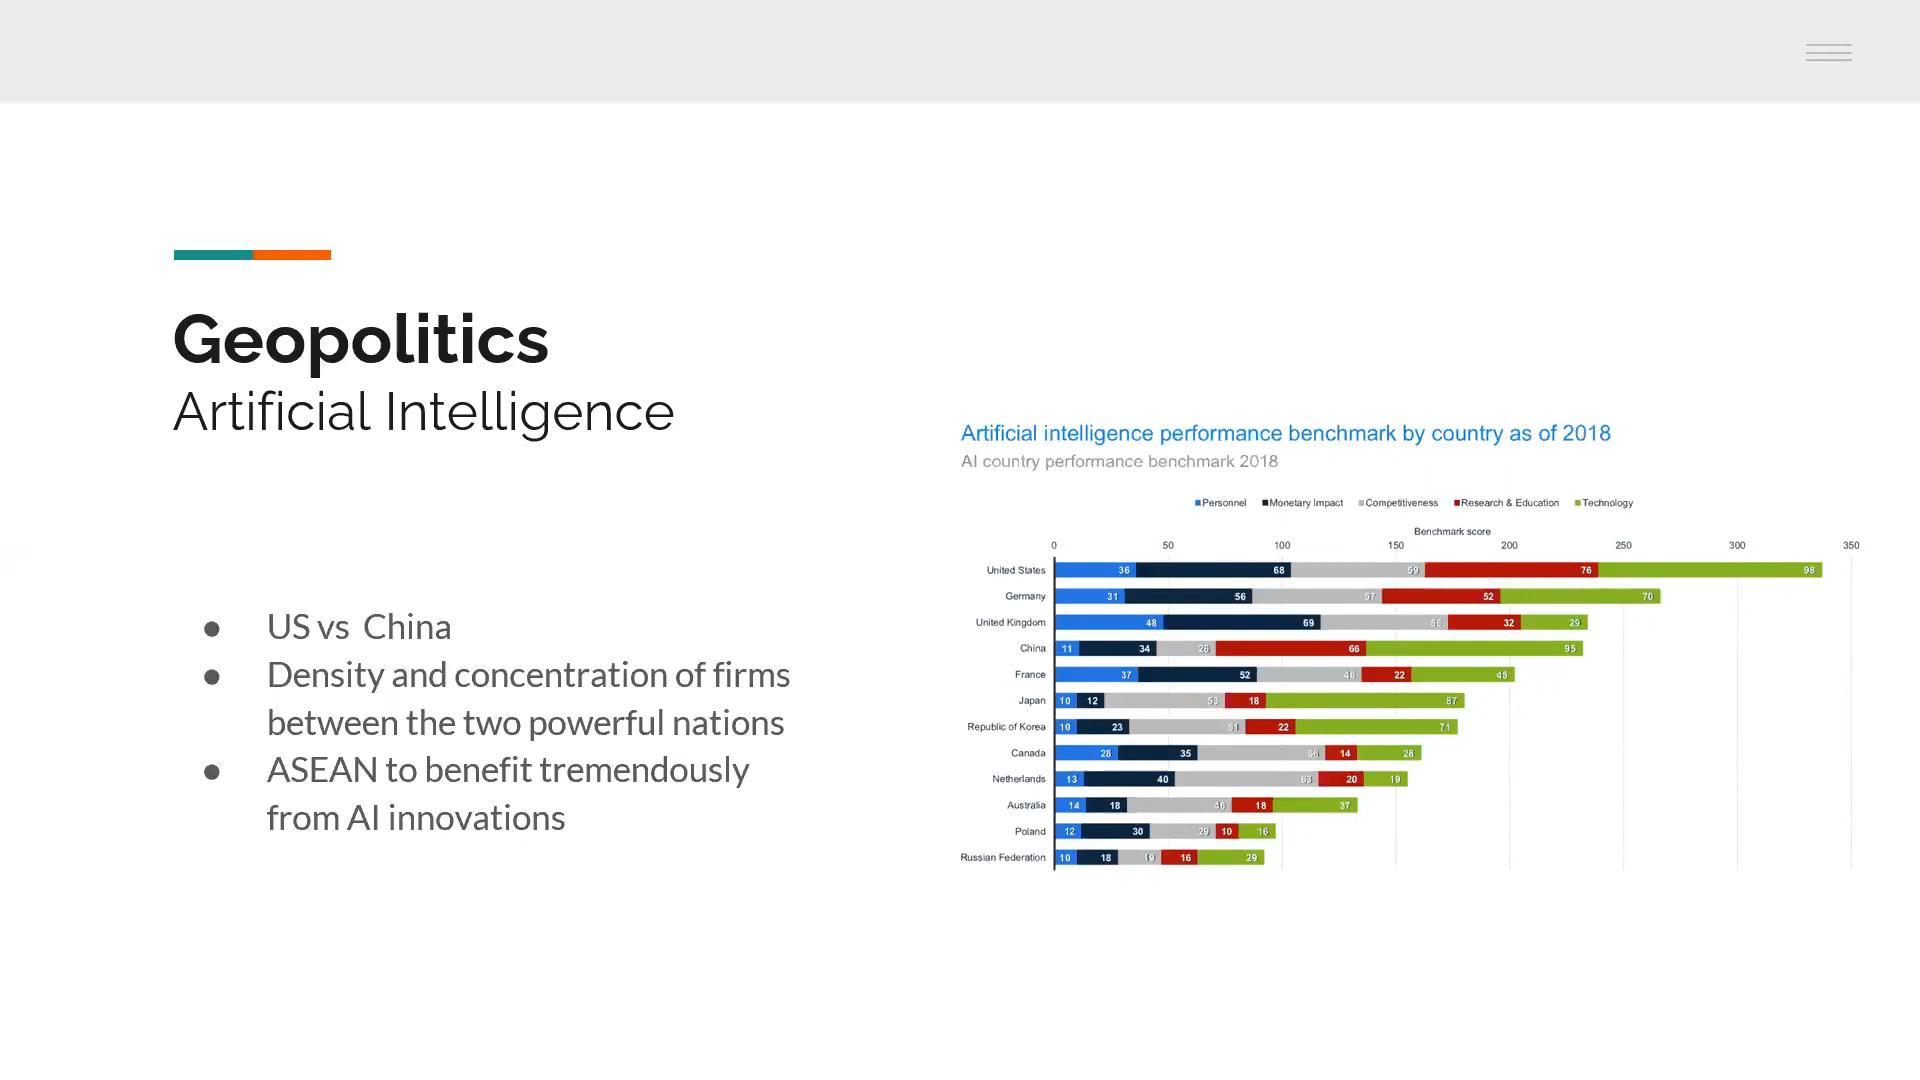 Geopolitics
Artificial Intelligence
● US vs China
● Density and concentration of firms
between the two powerful nations
● ASEAN to benefit tremendously
from AI innovations
Artificial intelligence performance benchmark by country as of 2018
AI country performance benchmark 2018
Personnel Monetary Impact Competitiveness Research & Education Technology
Benchmark score
0 50 100 150 200 250 300 350
United States 36 68 59 76 98
Germany 31 56 57 52 70
United Kingdom 48 69 56 32 29
China 11 34 26 66 95
France 37 52 46 22 45
Japan 10 12 53 18 87
Republic of Korea 10 23 51 22 71
Canada 28 35 56 14 28
Netherlands 13 40 63 20 19
Australia 14 18 46 18 37
Poland 12 30 29 10 16
Russian Federation 10 18 19 16 29